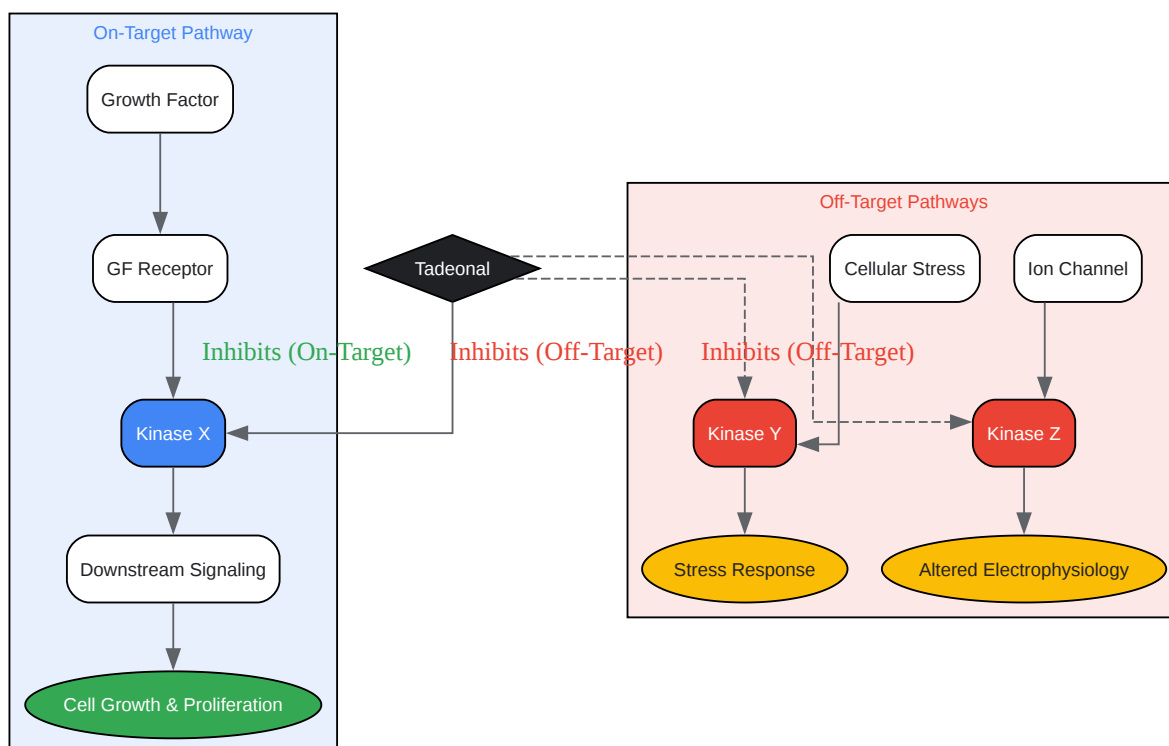 On-Target Pathway
Growth Factor
GF Receptor
Inhibits (On-Target)
Kinase X
Downstream Signaling
Cell Growth & Proliferation
Tadeonal
Inhibits (Off-Target)
Inhibits (Off-Target)
Off-Target Pathways
Cellular Stress
Ion Channel
Kinase Y
Kinase Z
Stress Response
Altered Electrophysiology